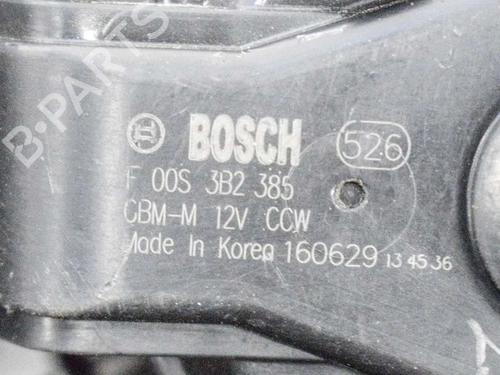 B-PARTS
BOSCH 526
F 00S 3B2 385
CBM-M 12V CCW
Made In Korea 160629 13 45 36